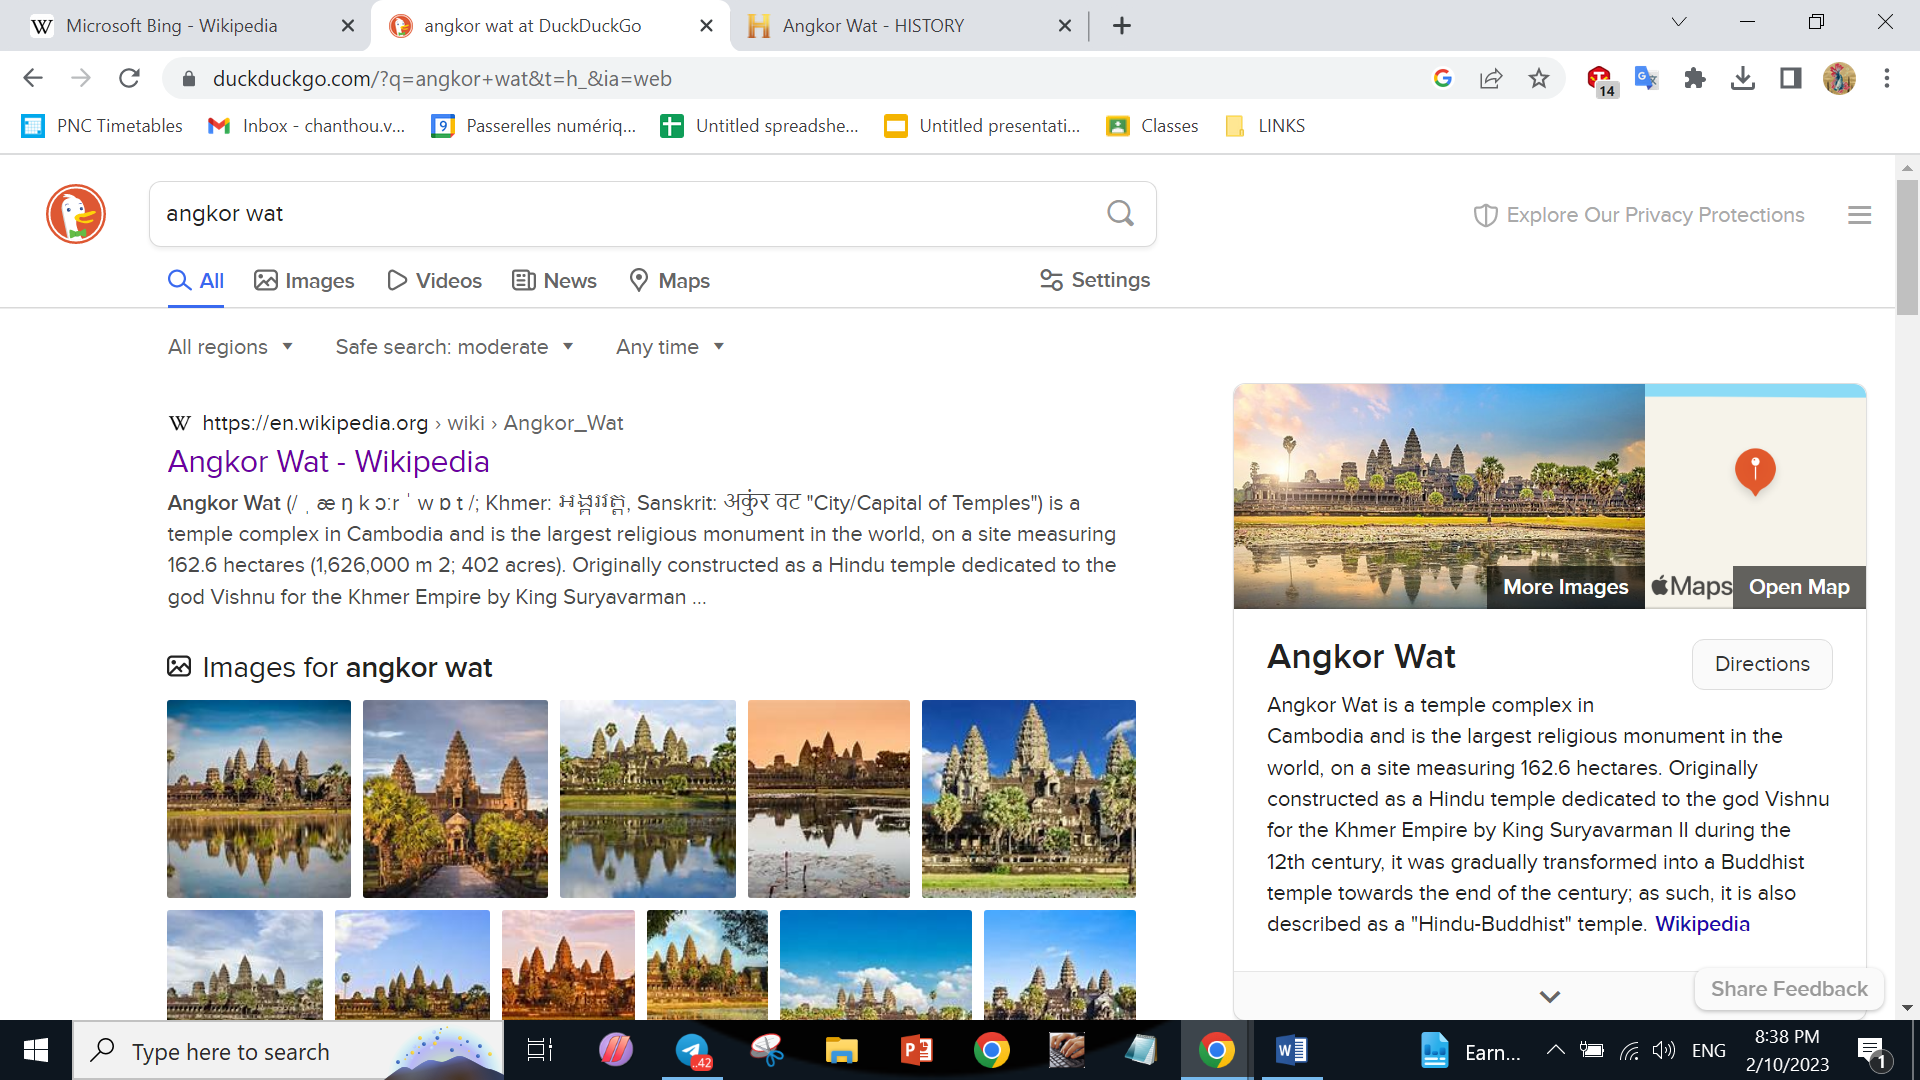 Microsoft Bing - Wikipedia
angkor wat at DuckDuckGo
Angkor Wat - HISTORY
duckduckgo.com/?q=angkor+wat&t=h_&ia=web
14
PNC Timetables
Inbox - chanthou.v...
9
Passerelles numériq...
Untitled spreadshe...
Untitled presentati...
Classes
LINKS
angkor wat
Explore Our Privacy Protections
All
Images
Videos
News
Maps
Settings
All regions
Safe search: moderate
Any time
W https://en.wikipedia.org › wiki › Angkor_Wat
Angkor Wat - Wikipedia
Angkor Wat (/ ˌ æ ŋ k ɔːr ˈ w ɒ t /; Khmer: អង្គរវត្ត, Sanskrit: अकुंर वट "City/Capital of Temples") is a
temple complex in Cambodia and is the largest religious monument in the world, on a site measuring
162.6 hectares (1,626,000 m 2; 402 acres). Originally constructed as a Hindu temple dedicated to the
god Vishnu for the Khmer Empire by King Suryavarman ...
Images for angkor wat
More Images
Maps
Open Map
Angkor Wat
Directions
Angkor Wat is a temple complex in
Cambodia and is the largest religious monument in the
world, on a site measuring 162.6 hectares. Originally
constructed as a Hindu temple dedicated to the god Vishnu
for the Khmer Empire by King Suryavarman II during the
12th century, it was gradually transformed into a Buddhist
temple towards the end of the century; as such, it is also
described as a "Hindu-Buddhist" temple. Wikipedia
Share Feedback
Type here to search
..42
Earn...
ENG
8:38 PM
2/10/2023
1